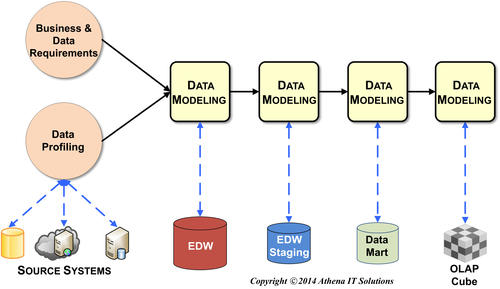 Business &
Data
Requirements
DATA
MODELING
DATA
MODELING
DATA
MODELING
DATA
MODELING
Data
Profiling
SOURCE SYSTEMS
EDW
EDW
Staging
Data
Mart
OLAP
Cube
Copyright ©2014 Athena IT Solutions